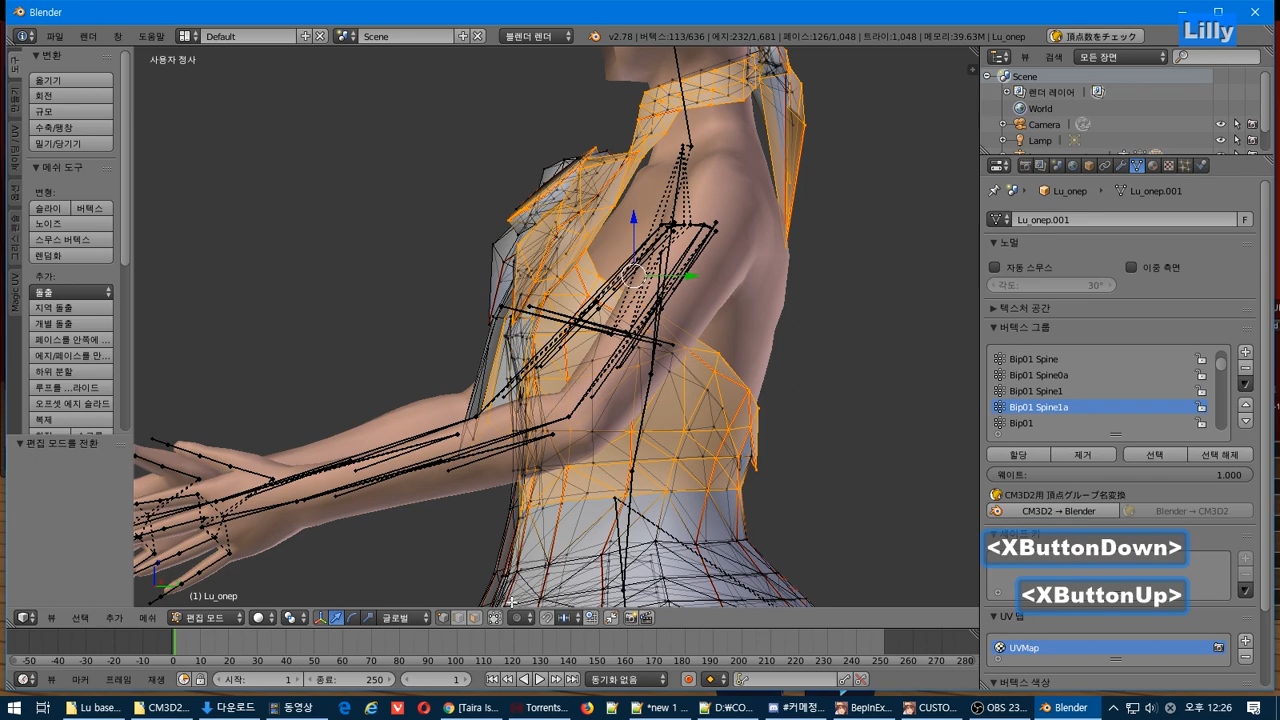 Blender
Lilly
파일 렌더 창 도움말
Default
Scene
블렌더 렌더
v2.78 | 버텍스:113/636 | 에지:232/1,681 | 페이스:126/1,048 | 트라이:1,048 | 메모리:39.63M | Lu_onep
頂点数をチェック
변환
옮기기
회전
규모
수축/팽창
밀기/당기기
메쉬 도구
변형:
슬라이 버텍스
노이즈
스무스 버텍스
렌덤화
추가:
돌출
지역 돌출
개별 돌출
페이스를 안쪽에 ...
에지/페이스를 만...
하위 분할
루프를 ...라이드
오프셋 에지 슬라드
복제
편집 모드를 전환
Magic UV
사용자 정사
(1) Lu_onep
뷰 검색 모든 장면
Scene
렌더 레이어
World
Camera
Lamp
Lu_onep
Lu_onep.001
Lu_onep.001
F
노멀
자동 스무스
이중 측면
각도: 30°
텍스처 공간
버텍스 그룹
Bip01 Spine
Bip01 Spine0a
Bip01 Spine1
Bip01 Spine1a
Bip01
할당 제거 선택 선택 해제
웨이트: 1.000
CM3D2用 頂点グループ名変換
CM3D2 → Blender
Blender → CM3D2
<XButtonDown>
<XButtonUp>
UV 맵
UVMap
버텍스 색상
뷰 선택 추가 메쉬 편집 모드 글로벌
-50 -40 -30 -20 -10 0 10 20 30 40 50 60 70 80 90 100 110 120 130 140 150 160 170 180 190 200 210 220 230 240 250 260 270 280
뷰 마커 프레임 재생
시작: 1
종료: 250
1
동기화 없음
Lu base...
CM3D2...
다운로드
동영상
[Taira Is...
Torrents...
*new 1 ...
D:₩CO...
#커메정...
BepInEx...
CUSTO...
OBS 23...
Blender
오후 12:26